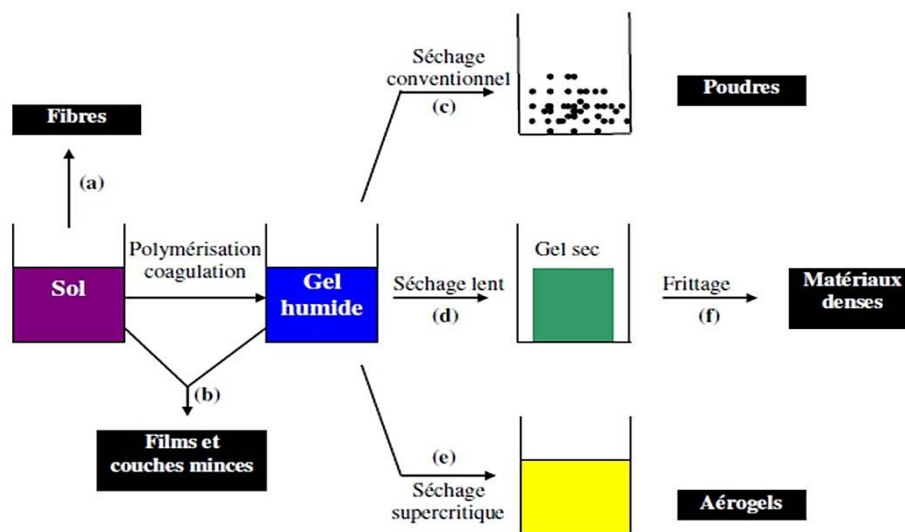 Séchage
conventionnel
(c)
Poudres
Fibres
(a)
Polymérisation
coagulation
Sol
Gel
humide
Séchage lent
(d)
Gel sec
Frittage
(f)
Matériaux
denses
(b)
Films et
couches minces
(e)
Séchage
supercritique
Aérogels